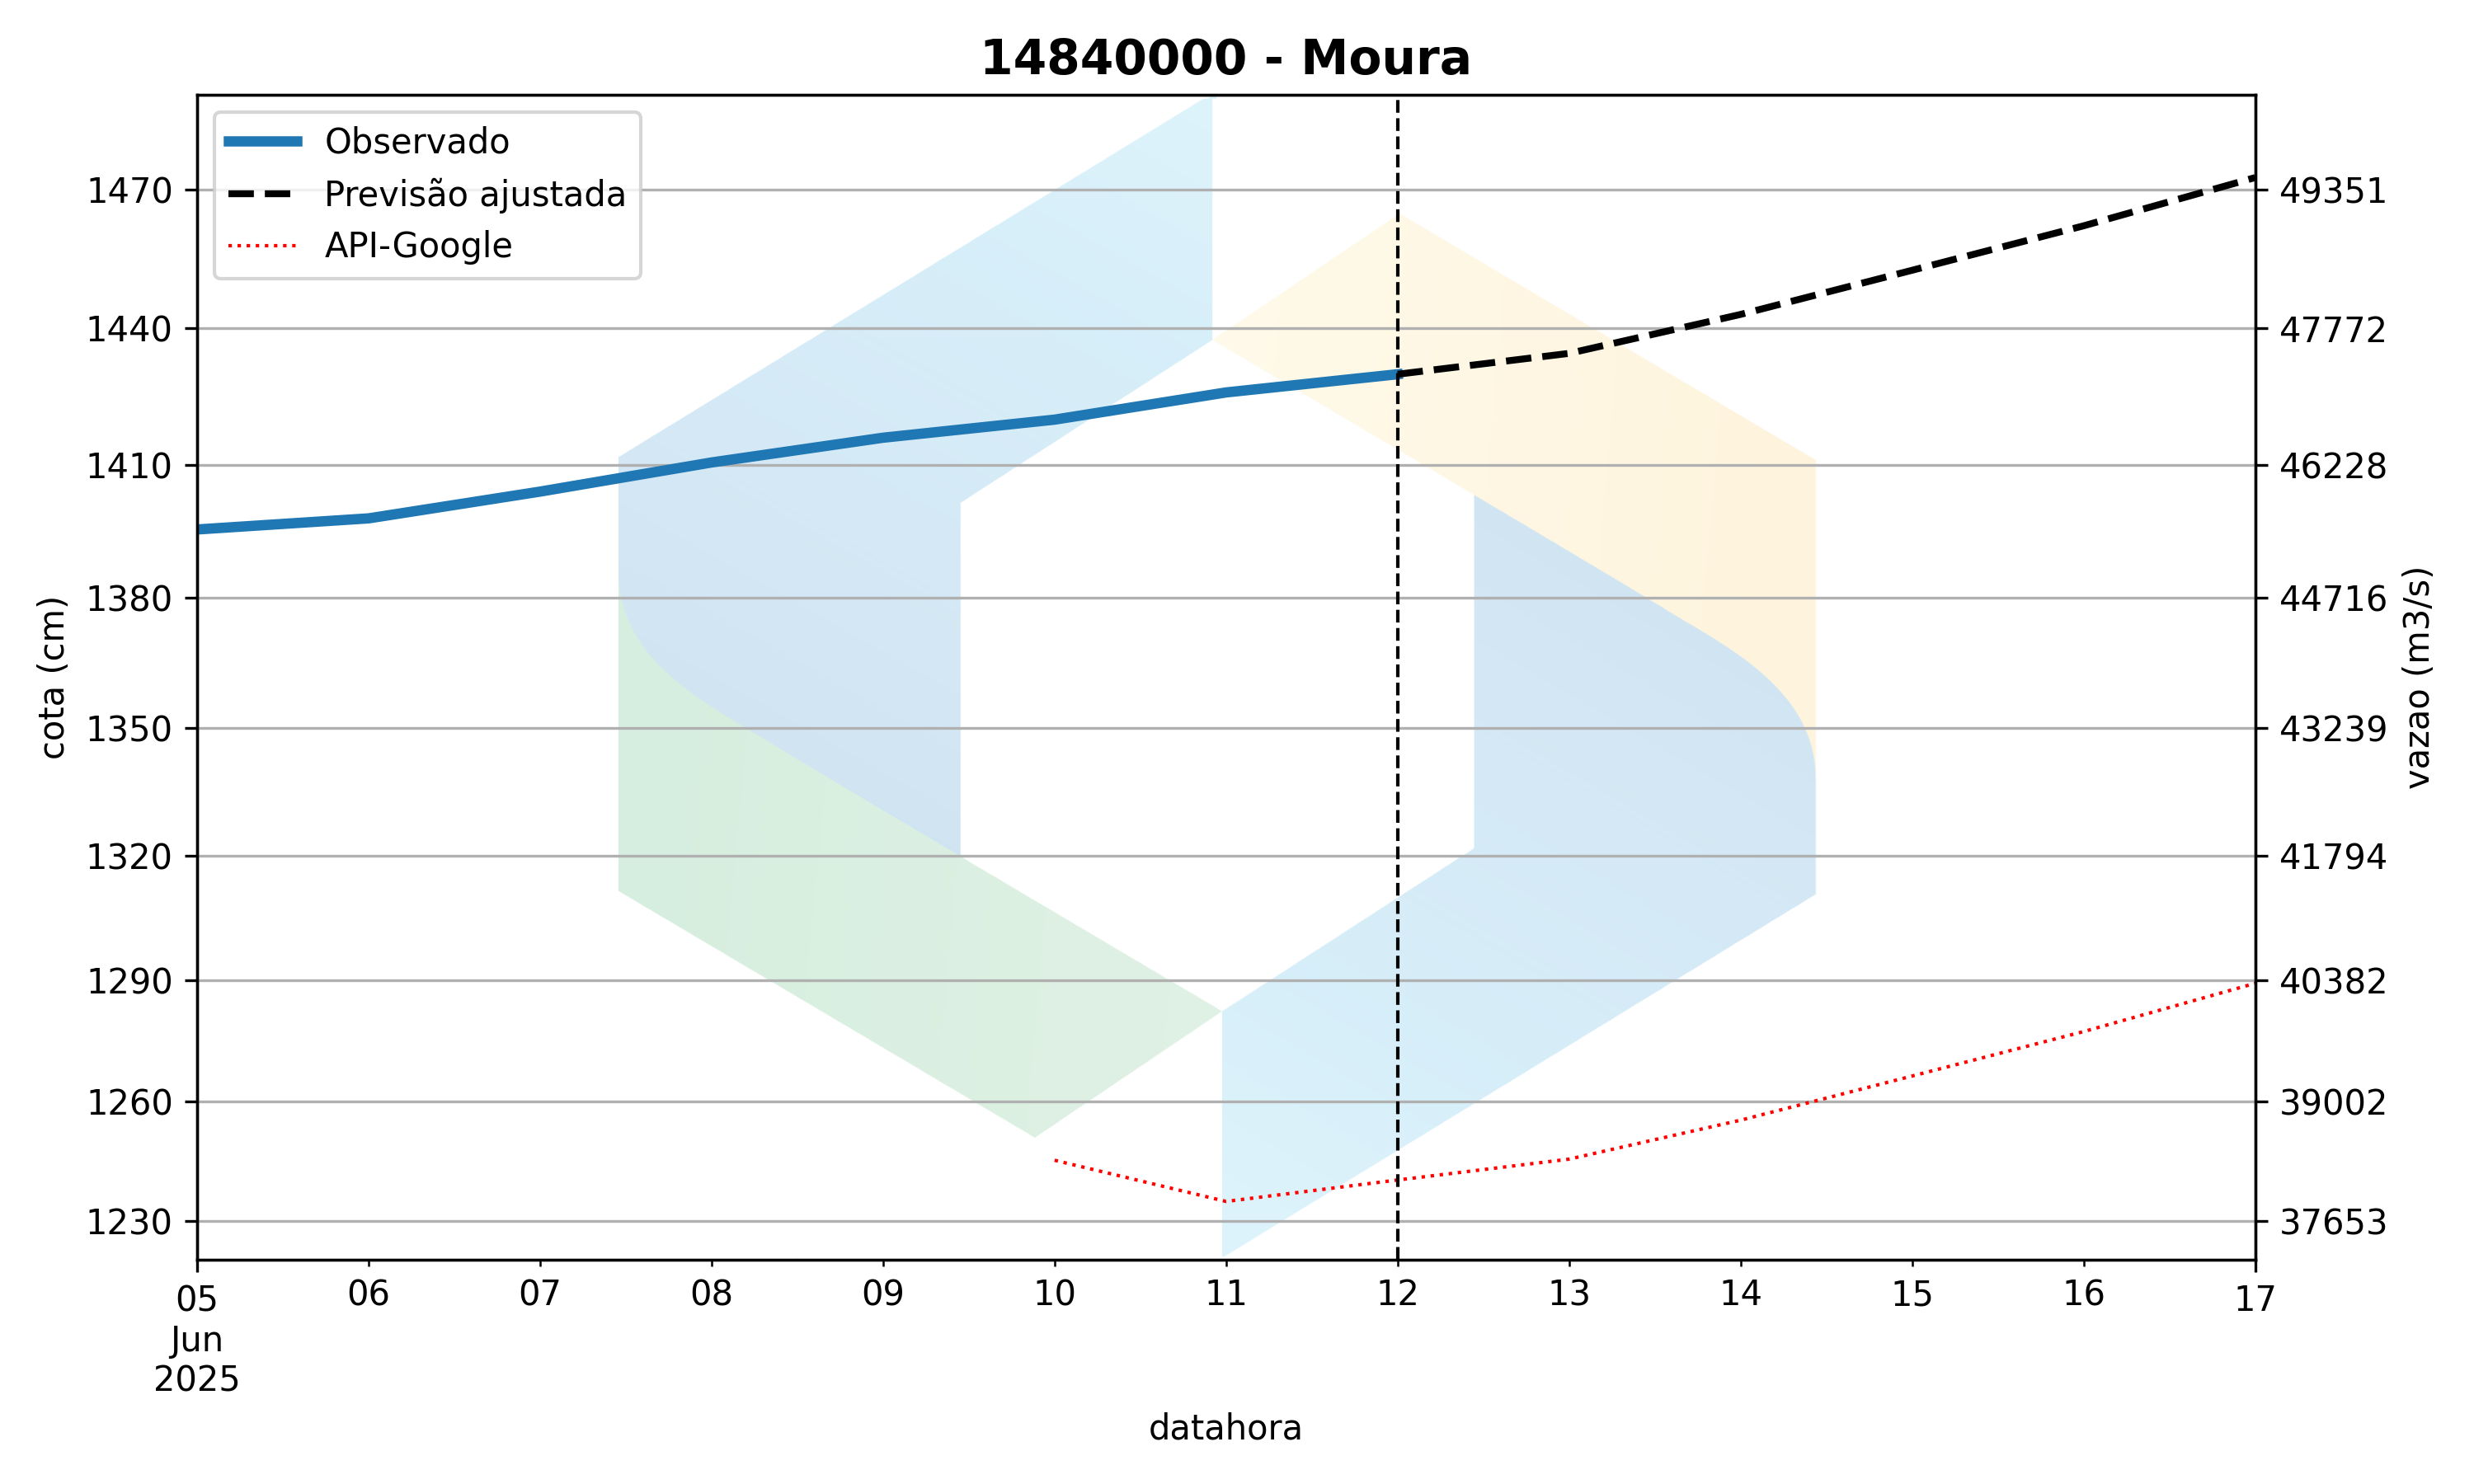 14840000 - Moura
Observado
Previsão ajustada
API-Google
cota (cm)
1470
1440
1410
1380
1350
1320
1290
1260
1230
49351
47772
46228
44716
43239
41794
40382
39002
37653
vazao (m3/s)
05 06 07 08 09 10 11 12 13 14 15 16 17
Jun
2025
datahora